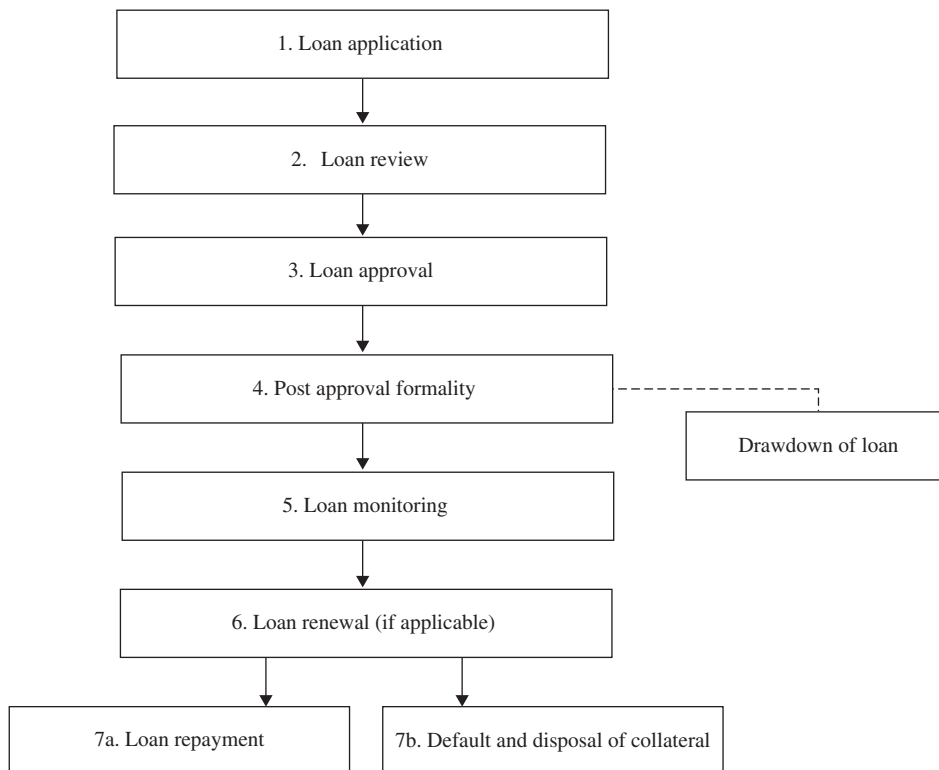 1. Loan application
2. Loan review
3. Loan approval
4. Post approval formality
Drawdown of loan
5. Loan monitoring
6. Loan renewal (if applicable)
7a. Loan repayment
7b. Default and disposal of collateral